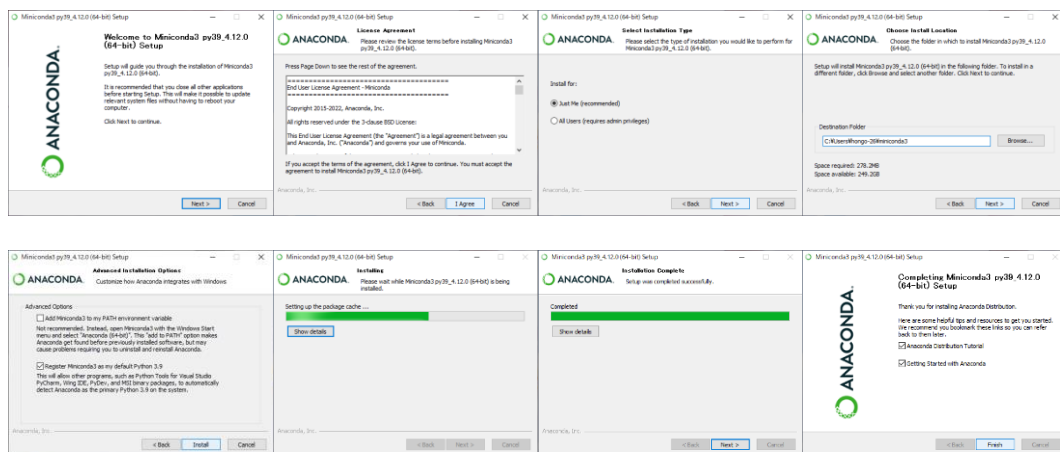 Miniconda3 py39_4.12.0 (64-bit) Setup
Welcome to Miniconda3 py39_4.12.0
(64-bit) Setup
Setup will guide you through the installation of Miniconda3
py39_4.12.0 (64-bit).
It is recommended that you close all other applications
before starting Setup. This will make it possible to update
relevant system files without having to reboot your
computer.
Click Next to continue.
ANACONDA.
Next >
Cancel
Miniconda3 py39_4.12.0 (64-bit) Setup
ANACONDA.
License Agreement
Please review the license terms before installing Miniconda3
py39_4.12.0 (64-bit).
Press Page Down to see the rest of the agreement.
======================================
End User License Agreement - Miniconda
======================================
Copyright 2015-2022, Anaconda, Inc.
All rights reserved under the 3-clause BSD License:
This End User License Agreement (the "Agreement") is a legal agreement between you
and Anaconda, Inc. ("Anaconda") and governs your use of Miniconda.
If you accept the terms of the agreement, click I Agree to continue. You must accept the
agreement to install Miniconda3 py39_4.12.0 (64-bit).
Anaconda, Inc.
< Back
I Agree
Cancel
Miniconda3 py39_4.12.0 (64-bit) Setup
ANACONDA.
Select Installation Type
Please select the type of installation you would like to perform for
Miniconda3 py39_4.12.0 (64-bit).
Install for:
Just Me (recommended)
All Users (requires admin privileges)
Anaconda, Inc.
< Back
Next >
Cancel
Miniconda3 py39_4.12.0 (64-bit) Setup
ANACONDA.
Choose Install Location
Choose the folder in which to install Miniconda3 py39_4.12.0
(64-bit).
Setup will install Miniconda3 py39_4.12.0 (64-bit) in the following folder. To install in a
different folder, click Browse and select another folder. Click Next to continue.
Destination Folder
C:¥Users¥hongo-26¥miniconda3
Browse...
Space required: 278.2MB
Space available: 249.2GB
Anaconda, Inc.
< Back
Next >
Cancel
Miniconda3 py39_4.12.0 (64-bit) Setup
ANACONDA.
Advanced Installation Options
Customize how Anaconda integrates with Windows
Advanced Options
Add Miniconda3 to my PATH environment variable
Not recommended. Instead, open Miniconda3 with the Windows Start
menu and select "Anaconda (64-bit)". This "add to PATH" option makes
Anaconda get found before previously installed software, but may
cause problems requiring you to uninstall and reinstall Anaconda.
Register Miniconda3 as my default Python 3.9
This will allow other programs, such as Python Tools for Visual Studio
PyCharm, Wing IDE, PyDev, and MSI binary packages, to automatically
detect Anaconda as the primary Python 3.9 on the system.
Anaconda, Inc.
< Back
Install
Cancel
Miniconda3 py39_4.12.0 (64-bit) Setup
ANACONDA.
Installing
Please wait while Miniconda3 py39_4.12.0 (64-bit) is being
installed.
Setting up the package cache ...
Show details
Anaconda, Inc.
< Back
Next >
Cancel
Miniconda3 py39_4.12.0 (64-bit) Setup
ANACONDA.
Installation Complete
Setup was completed successfully.
Completed
Show details
Anaconda, Inc.
< Back
Next >
Cancel
Miniconda3 py39_4.12.0 (64-bit) Setup
Completing Miniconda3 py39_4.12.0
(64-bit) Setup
Thank you for installing Anaconda Distribution.
Here are some helpful tips and resources to get you started.
We recommend you bookmark these links so you can refer
back to them later.
Anaconda Distribution Tutorial
Getting Started with Anaconda
ANACONDA.
< Back
Finish
Cancel